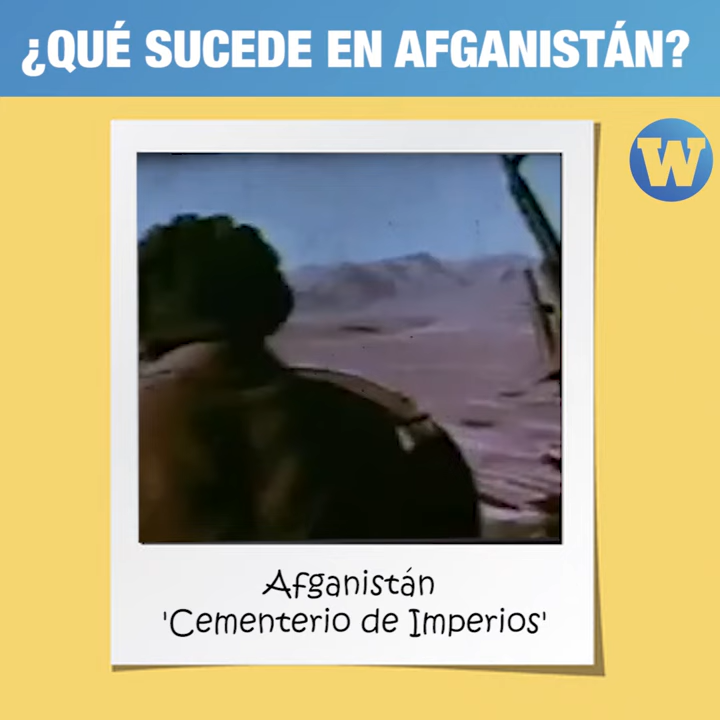 ¿QUÉ SUCEDE EN AFGANISTÁN?
W
Afganistán
'Cementerio de Imperios'